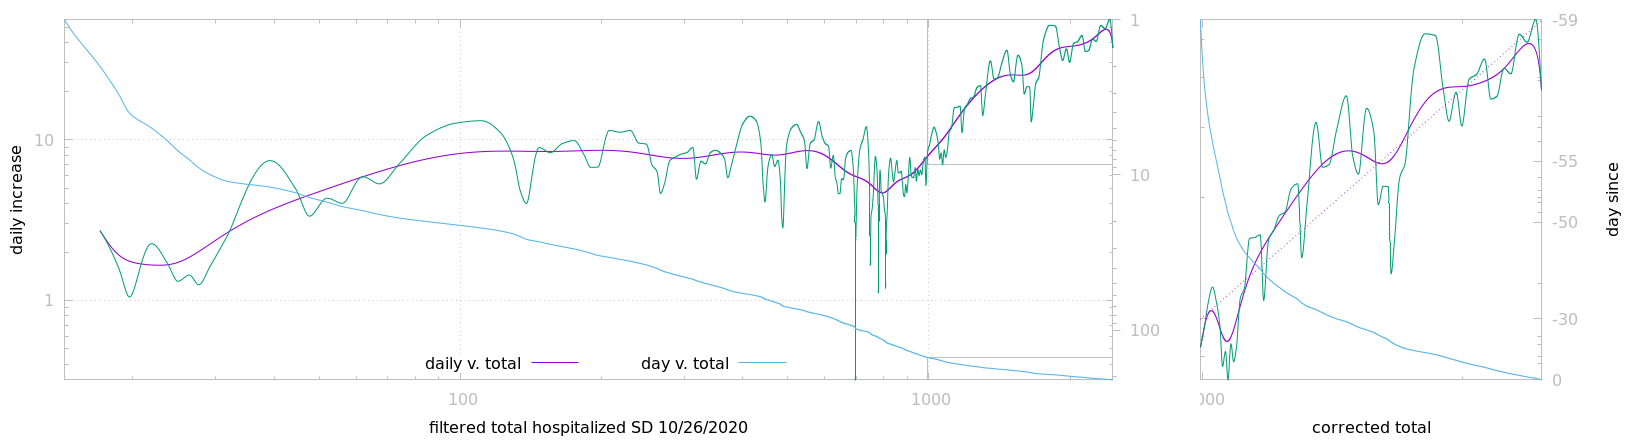 1
-59
10
10
-55
-50
1
100
-30
0
daily increase
day since
daily v. total
day v. total
100
1000
000
filtered total hospitalized SD 10/26/2020
corrected total